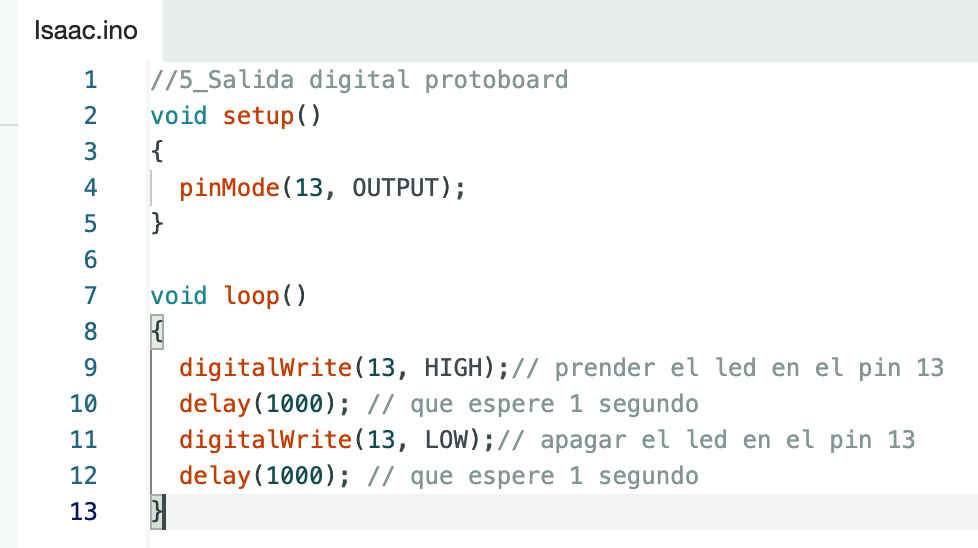 Isaac.ino
1 //5_Salida digital protoboard
2 void setup()
3 {
4   pinMode(13, OUTPUT);
5 }
6
7 void loop()
8 {
9   digitalWrite(13, HIGH);// prender el led en el pin 13
10   delay(1000); // que espere 1 segundo
11   digitalWrite(13, LOW);// apagar el led en el pin 13
12   delay(1000); // que espere 1 segundo
13 }